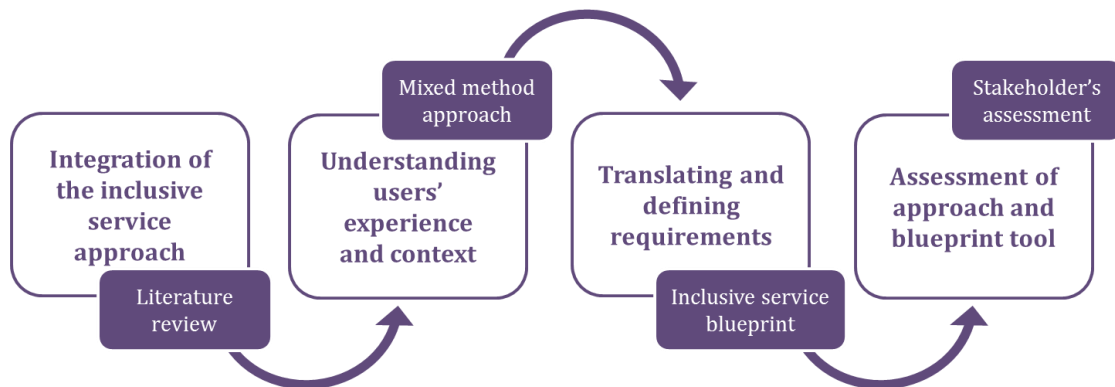 Integration of
the inclusive
service
approach
Literature
review
Mixed method
approach
Understanding
users’
experience
and context
Translating and
defining
requirements
Inclusive service
blueprint
Stakeholder’s
assessment
Assessment of
approach and
blueprint tool